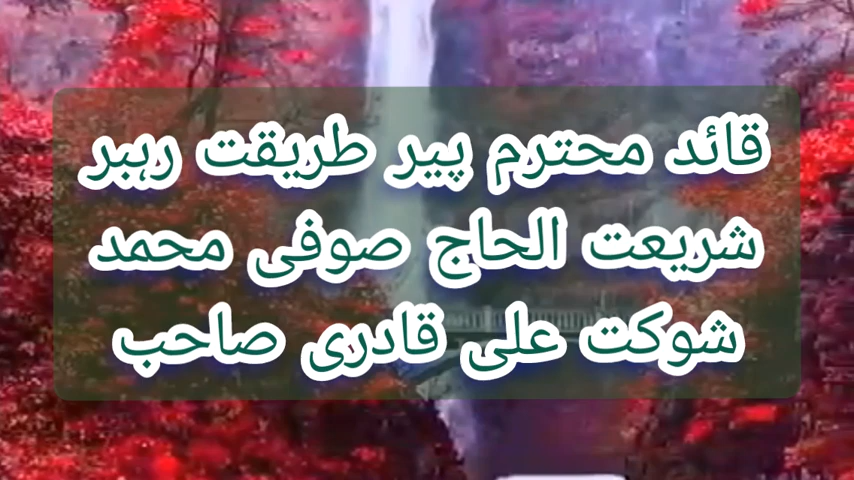 قائد محترم پیر طریقت رہبر
شریعت الحاج صوفی محمد
شوکت علی قادری صاحب